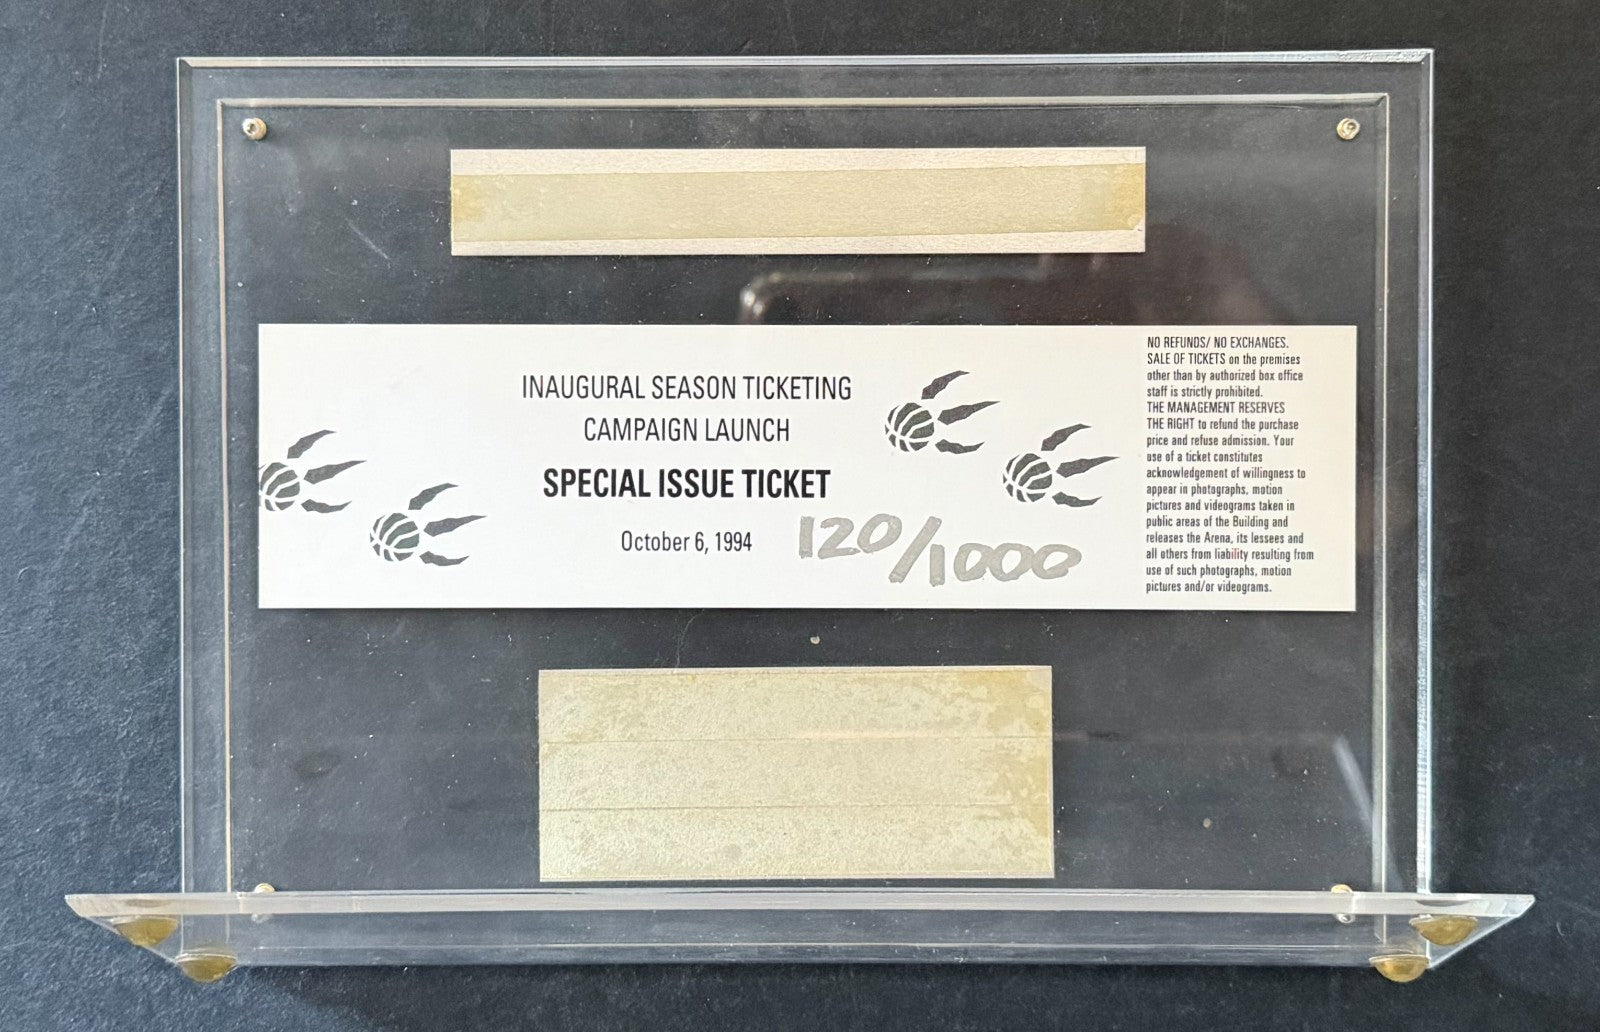 INAUGURAL SEASON TICKETING
CAMPAIGN LAUNCH
SPECIAL ISSUE TICKET
October 6, 1994
120/1000
NO REFUNDS/ NO EXCHANGES.
SALE OF TICKETS on the premises
other than by authorized box office
staff is strictly prohibited.
THE MANAGEMENT RESERVES
THE RIGHT to refund the purchase
price and refuse admission. Your
use of a ticket constitutes
acknowledgement of willingness to
appear in photographs, motion
pictures and videograms taken in
public areas of the Building and
releases the Arena, its lessees and
all others from liability resulting from
use of such photographs, motion
pictures and/or videograms.